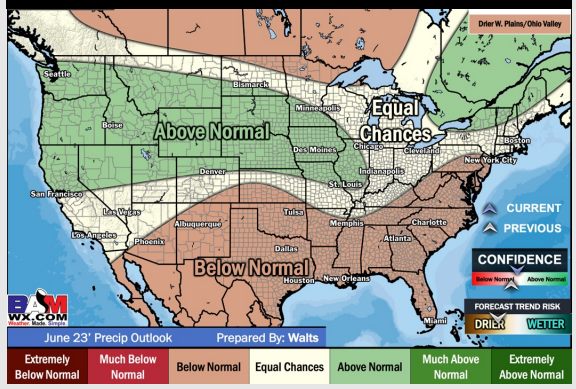 Drier W. Plains/Ohio Valley
Seattle
Bismarck
Minneapolis
Equal
Chances
Boise
Above Normal
Des Moines
Chicago
Cleveland
Boston
New York City
Indianapolis
Denver
St. Louis
San Francisco
Las Vegas
Tulsa
Memphis
Charlotte
Albuquerque
Los Angeles
Phoenix
Atlanta
Dallas
Below Normal
Houston
New Orleans
Miami
CURRENT
PREVIOUS
CONFIDENCE
Below Normal
Above Normal
FORECAST TREND RISK
DRIER
WETTER
BAM
WX.COM
Weather. Made. Simple.
June 23' Precip Outlook Prepared By: Walts
Extremely
Below Normal
Much Below
Normal
Below Normal
Equal Chances
Above Normal
Much Above
Normal
Extremely
Above Normal